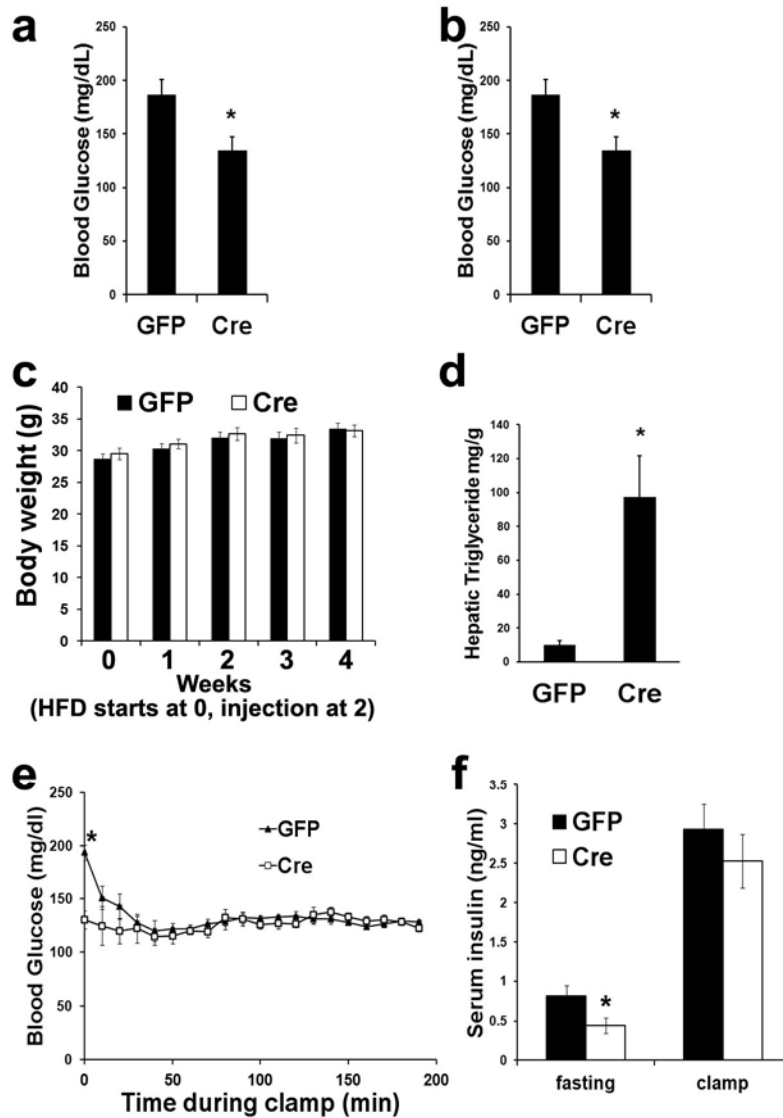 a
Blood Glucose (mg/dL)
250
200
150
100
50
0
*
GFP
Cre
b
Blood Glucose (mg/dL)
250
200
150
100
50
0
*
GFP
Cre
c
Body weight (g)
40
35
30
25
20
15
10
5
0
GFP
Cre
0 1 2 3 4
Weeks
(HFD starts at 0, injection at 2)
d
Hepatic Triglyceride mg/g
140
120
100
80
60
40
20
0
*
GFP
Cre
e
Blood Glucose (mg/dl)
250
200
150
100
50
0
*
GFP
Cre
0 50 100 150 200
Time during clamp (min)
f
Serum insulin (ng/ml)
3.5
3
2.5
2
1.5
1
0.5
0
GFP
Cre
*
fasting
clamp